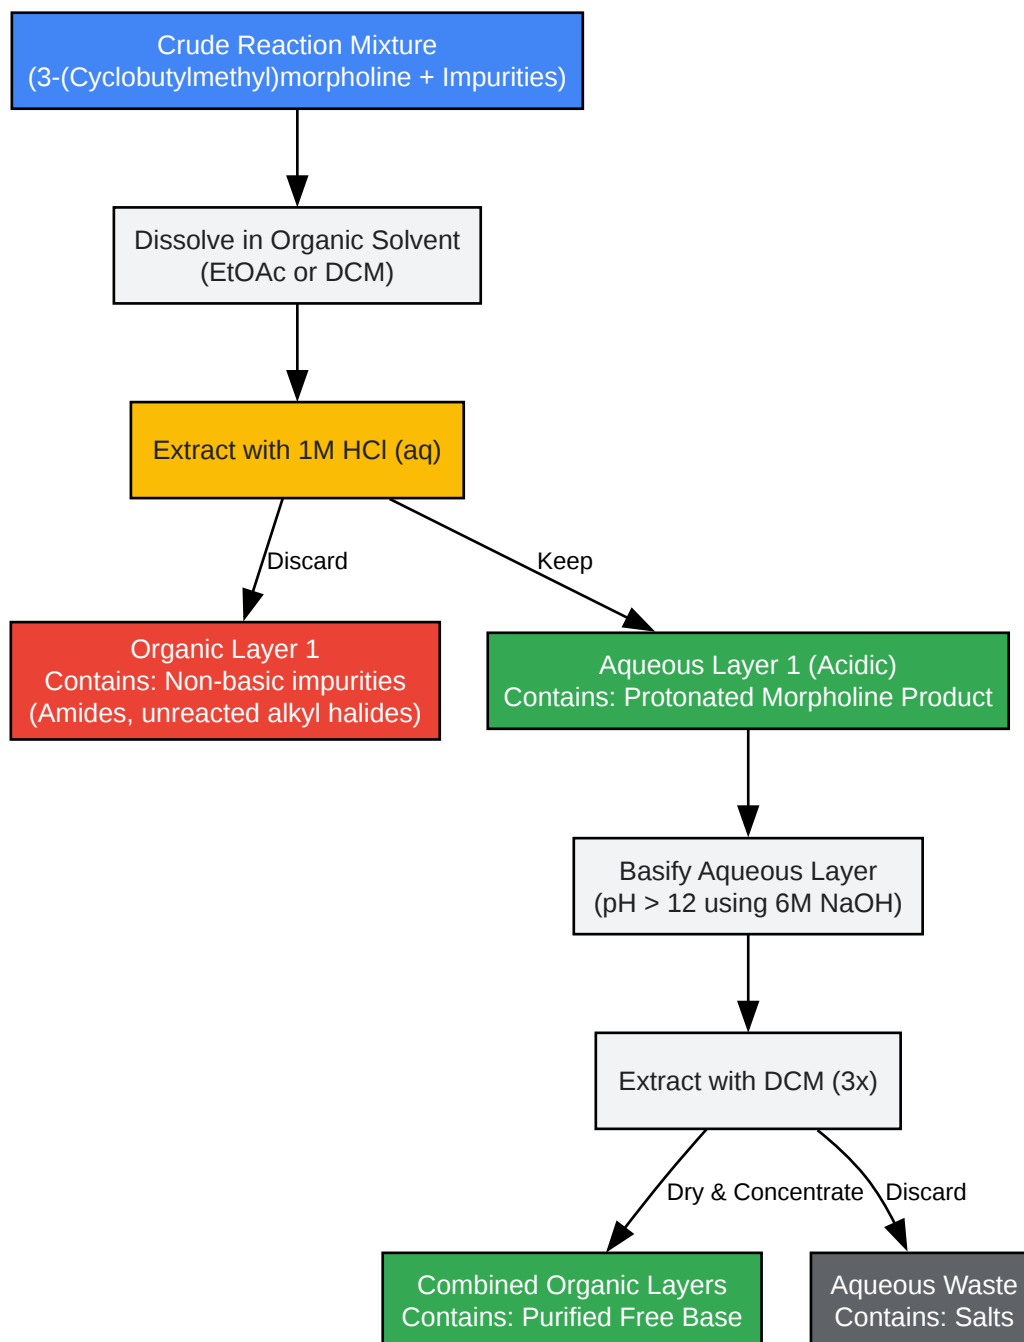 Crude Reaction Mixture
(3-(Cyclobutylmethyl)morpholine + Impurities)
Dissolve in Organic Solvent
(EtOAc or DCM)
Extract with 1M HCl (aq)
Discard
Keep
Organic Layer 1
Contains: Non-basic impurities
(Amides, unreacted alkyl halides)
Aqueous Layer 1 (Acidic)
Contains: Protonated Morpholine Product
Basify Aqueous Layer
(pH > 12 using 6M NaOH)
Extract with DCM (3x)
Dry & Concentrate
Discard
Combined Organic Layers
Contains: Purified Free Base
Aqueous Waste
Contains: Salts